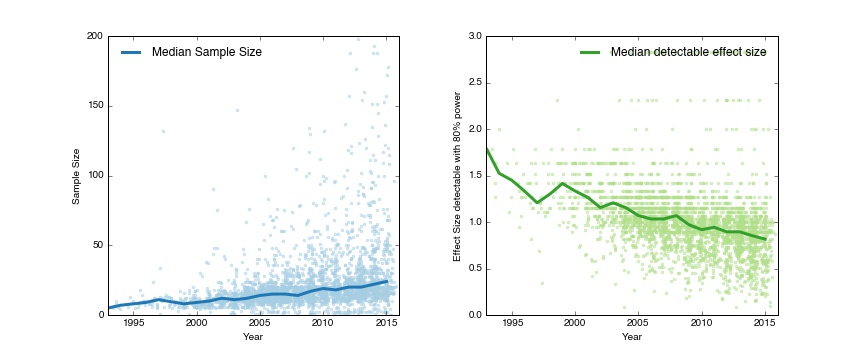 Median Sample Size
200
150
100
50
0
Sample Size
1995 2000 2005 2010 2015
Year
Median detectable effect size
3.0
2.5
2.0
1.5
1.0
0.5
0.0
Effect Size detectable with 80% power
1995 2000 2005 2010 2015
Year